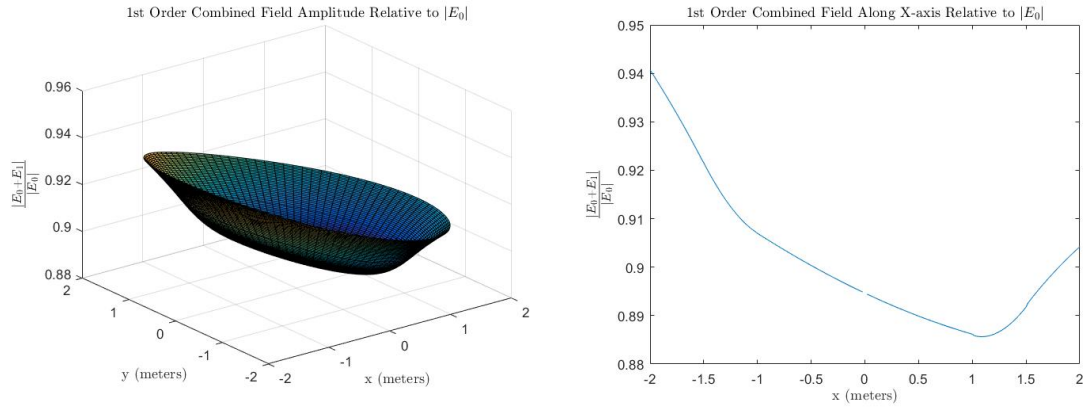 1st Order Combined Field Amplitude Relative to |E₀|
0.96
0.94
0.92
0.9
0.88
|E₀+E₁|
|E₀|
2
1
0
-1
-2
y (meters)
-2
-1
0
1
2
x (meters)
1st Order Combined Field Along X-axis Relative to |E₀|
0.95
0.94
0.93
0.92
0.91
0.9
0.89
0.88
|E₀+E₁|
|E₀|
-2 -1.5 -1 -0.5 0 0.5 1 1.5 2
x (meters)